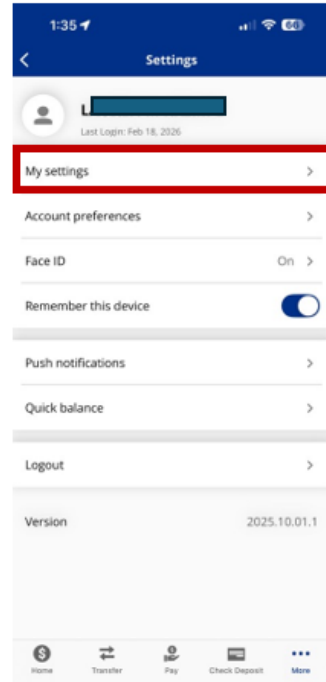 1:35
66
Settings
L
Last Login: Feb 18, 2026
My settings
Account preferences
Face ID On
Remember this device
Push notifications
Quick balance
Logout
Version 2025.10.01.1
Home Transfer Pay Check Deposit More